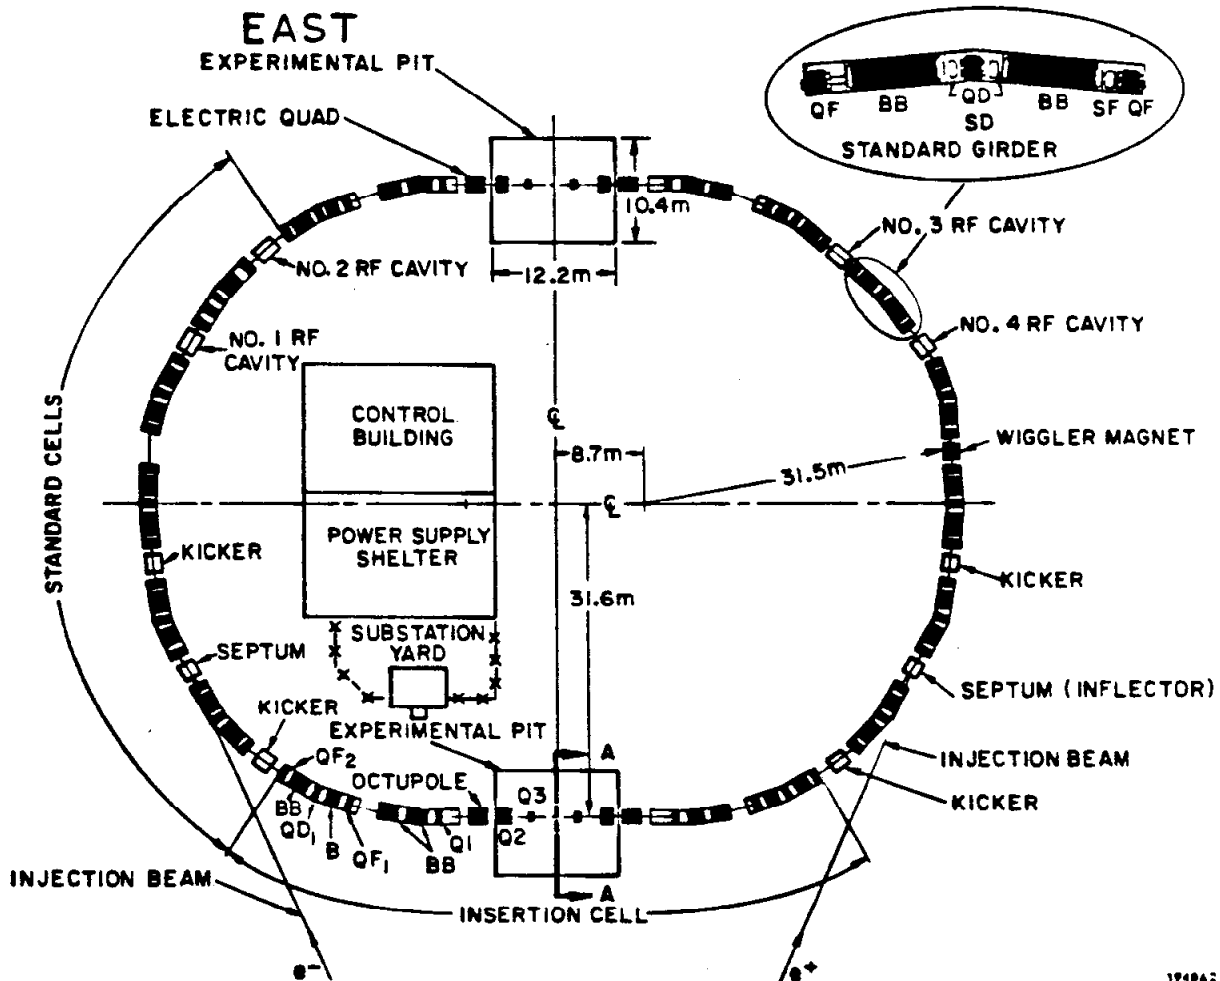 EAST
EXPERIMENTAL PIT
ELECTRIC QUAD
QF BB QD BB SF QF
SD
STANDARD GIRDER
10.4m
12.2m
NO. 3 RF CAVITY
NO. 2 RF CAVITY
NO. 1 RF
CAVITY
NO. 4 RF CAVITY
CONTROL
BUILDING
℄
8.7m
WIGGLER MAGNET
31.5m
STANDARD CELLS
℄
POWER SUPPLY
SHELTER
KICKER
KICKER
31.6m
SUBSTATION
YARD
SEPTUM
SEPTUM (INFLECTOR)
KICKER
EXPERIMENTAL PIT
A
INJECTION BEAM
QF2
OCTUPOLE
Q3
KICKER
BB
QD1
B
QF1
BB
Q1
Q2
INJECTION BEAM
A
INSERTION CELL
e-
e+